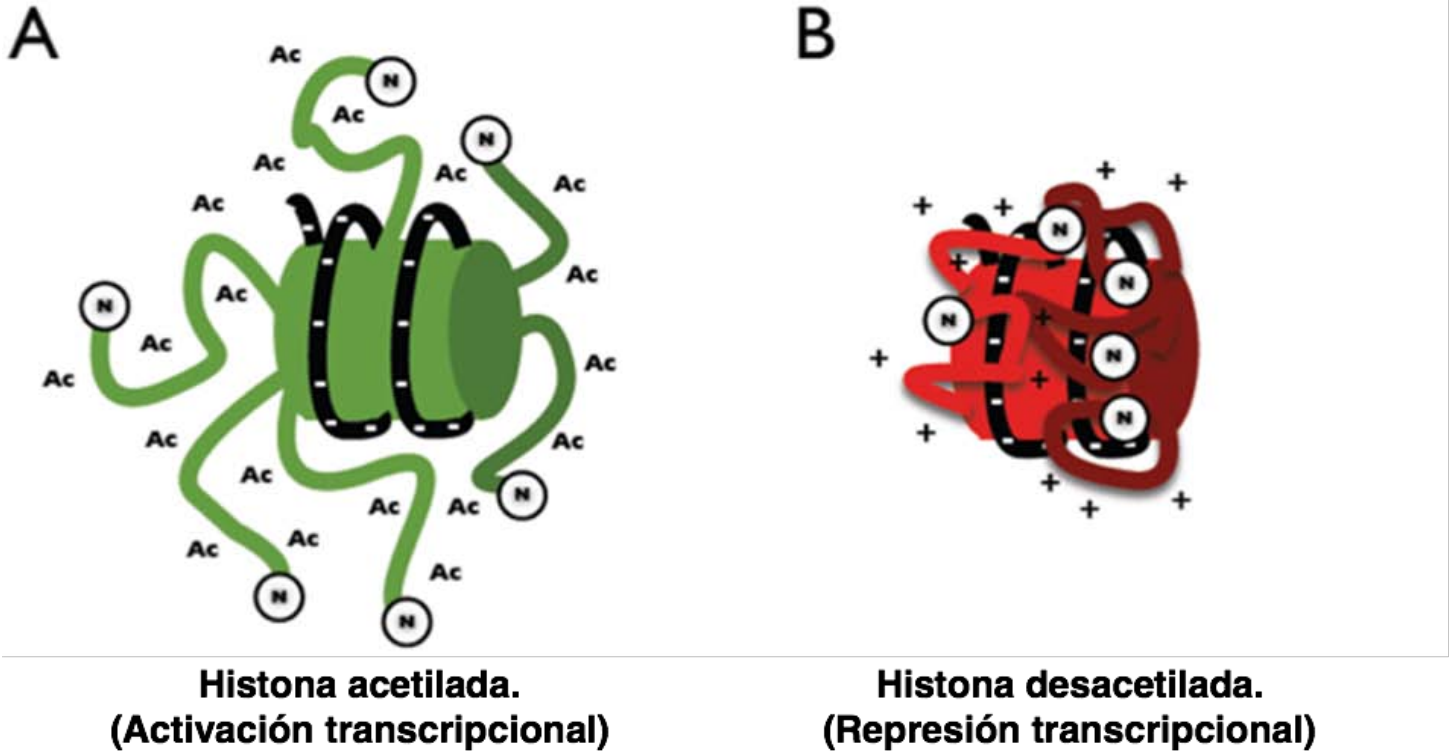 A
B
Ac
N
Ac
N
Ac
Ac
Ac
Ac
Ac
N
Ac
Ac
Ac
Ac
Ac
Ac
Ac
Ac
Ac
N
Ac
Ac
Ac
N
N
+
+
+
+
N
+
N
N
+
+
N
+
N
+
+
+
+
- - - - - - - - - - - -
Histona acetilada.
(Activación transcripcional)
Histona desacetilada.
(Represión transcripcional)